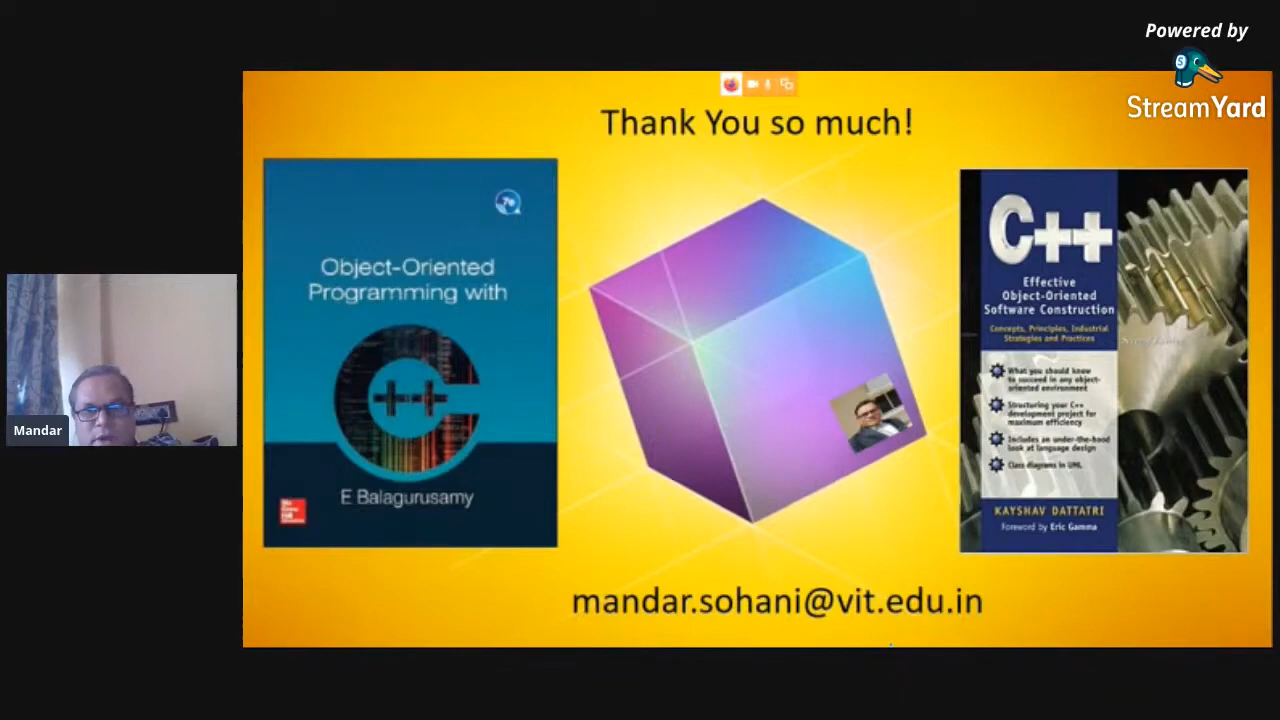 Powered by
StreamYard
Thank You so much!
Object-Oriented
Programming with
C++
E Balagurusamy
C++
Effective
Object-Oriented
Software Construction
Concepts, Principles, Industrial
Strategies and Practices
What you should know
to succeed in any object-
oriented environment
Structuring your C++
development project for
maximum efficiency
Includes an under-the-hood
look at language design
Class diagrams in UML
KAYSHAV DATTATRI
Foreword by Eric Gamma
Mandar
mandar.sohani@vit.edu.in